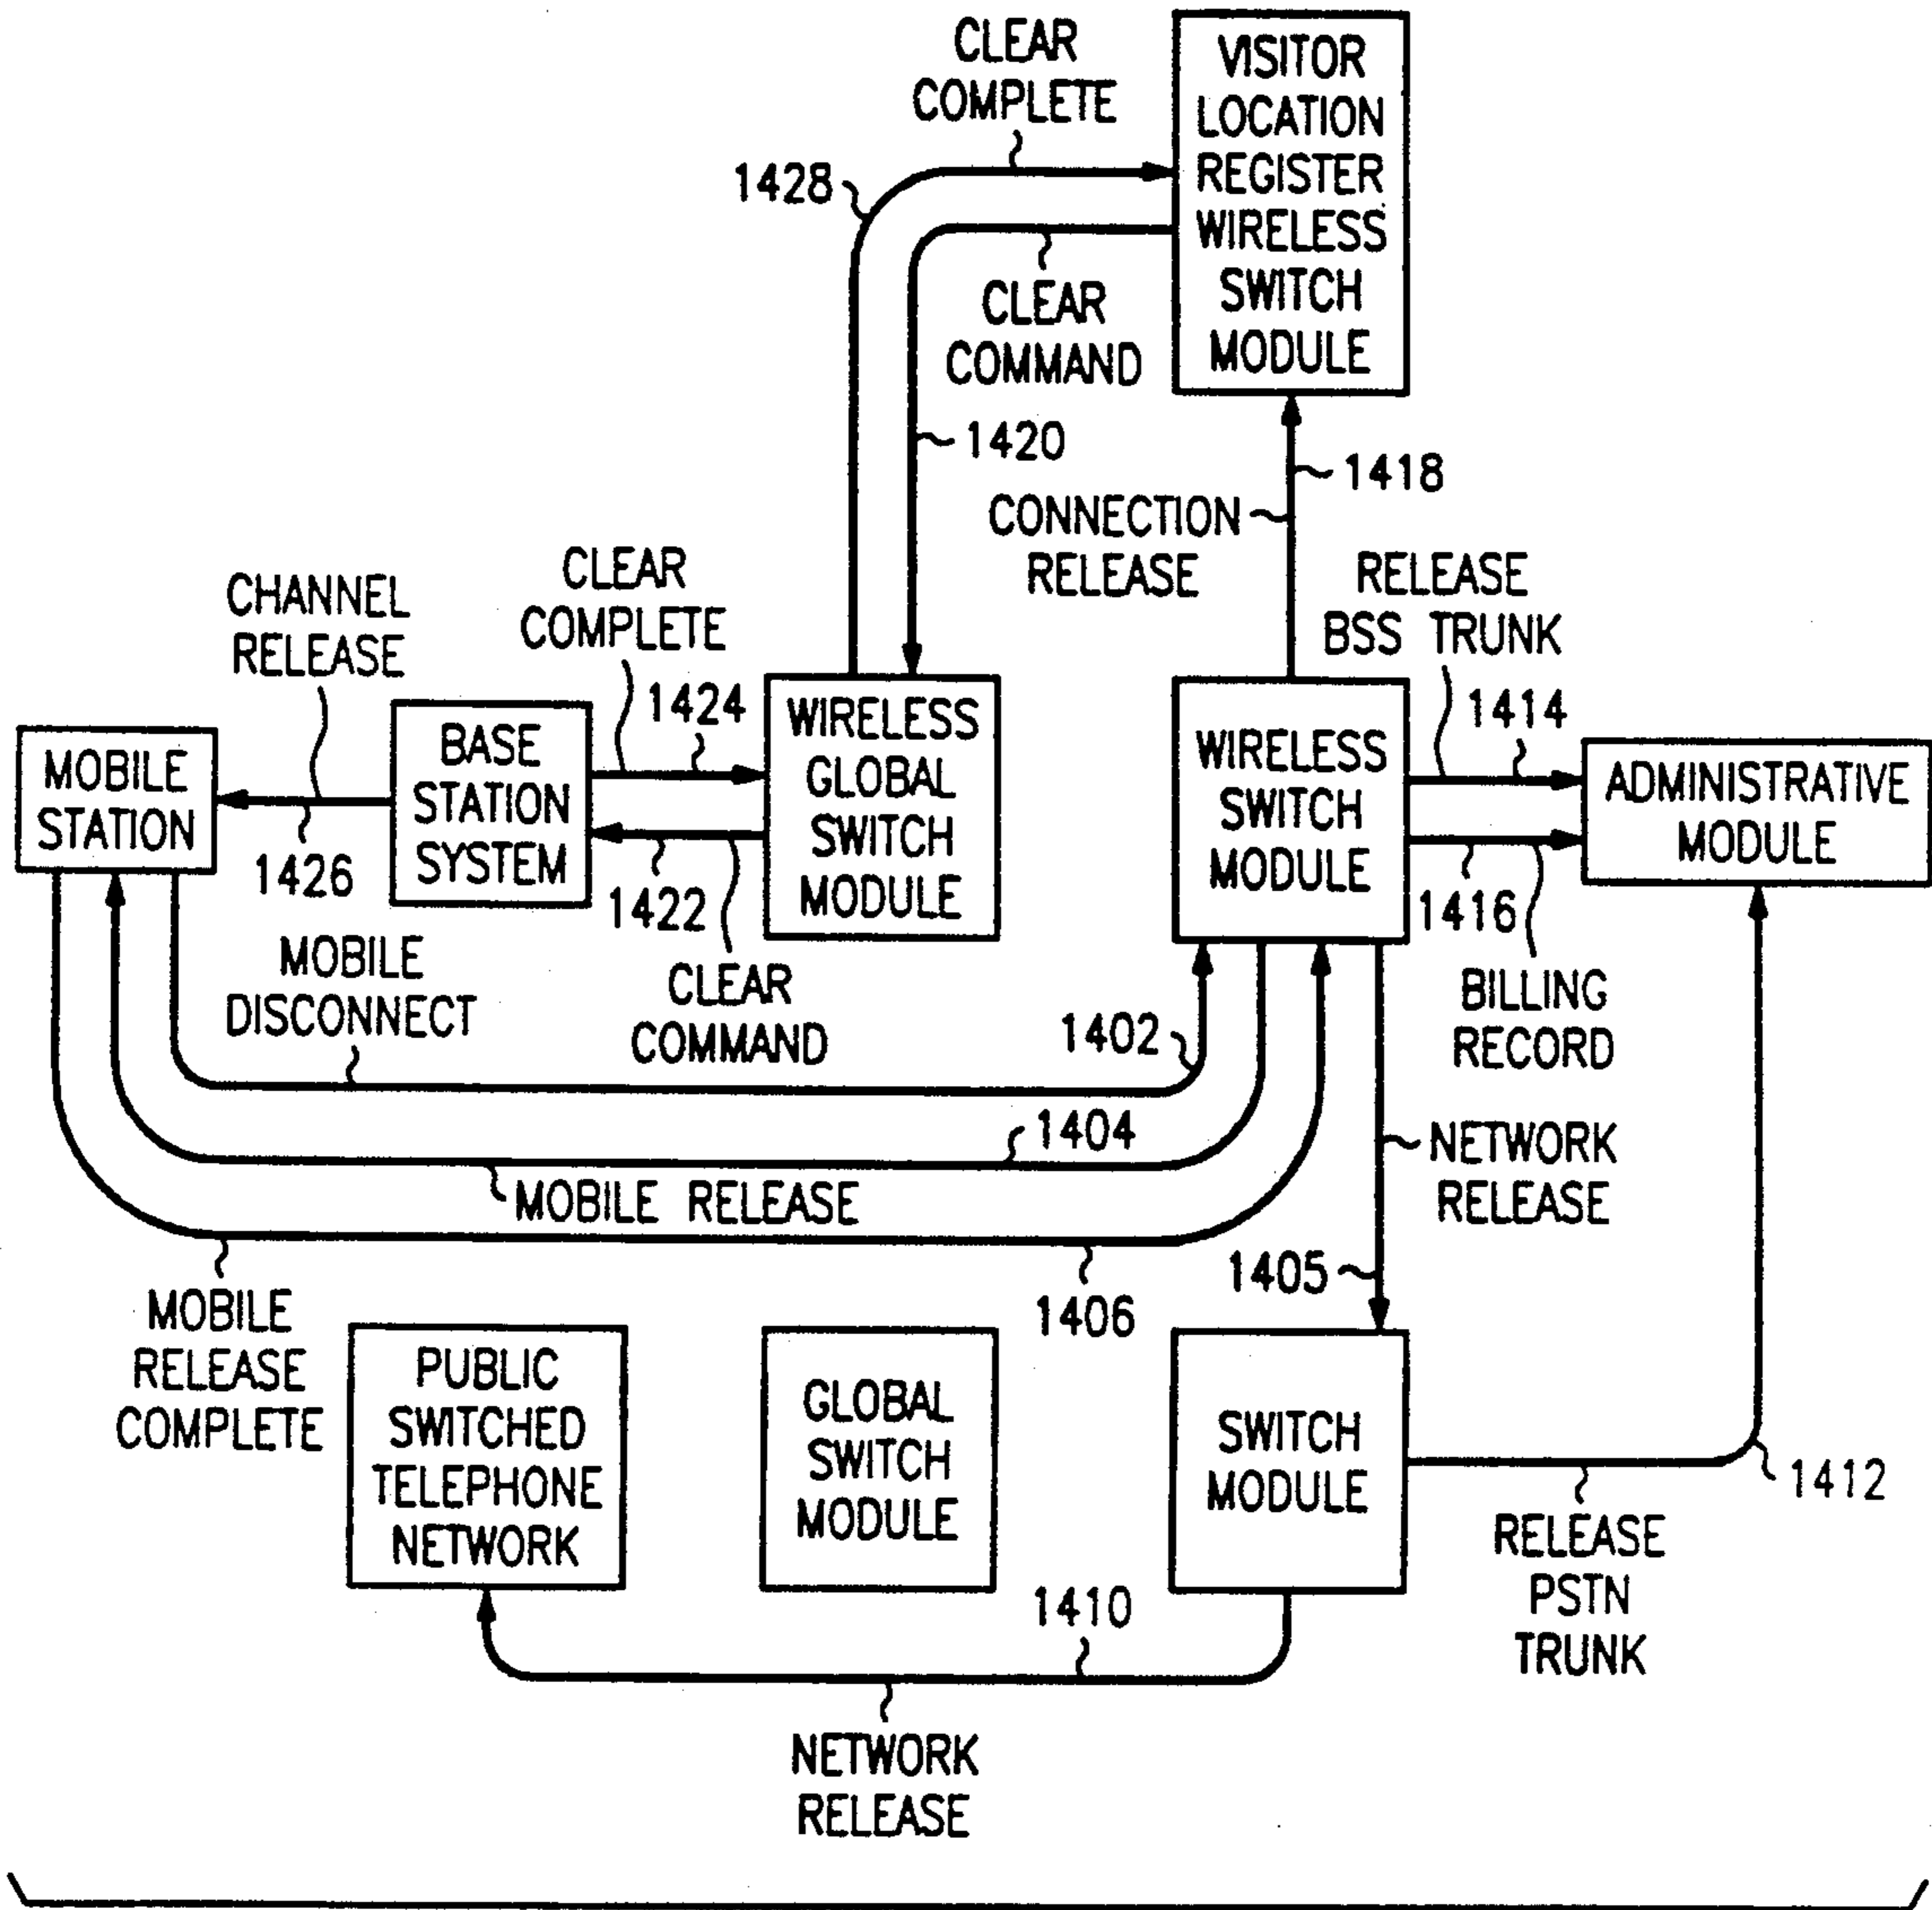 CLEAR
COMPLETE
VISITOR
LOCATION
REGISTER
WIRELESS
SWITCH
MODULE
1428
CLEAR
COMMAND
1420
1418
CONNECTION
RELEASE
RELEASE
BSS TRUNK
CHANNEL
RELEASE
CLEAR
COMPLETE
1424
1414
MOBILE
STATION
BASE
STATION
SYSTEM
WIRELESS
GLOBAL
SWITCH
MODULE
WIRELESS
SWITCH
MODULE
ADMINISTRATIVE
MODULE
1426
1422
1416
MOBILE
DISCONNECT
CLEAR
COMMAND
BILLING
RECORD
1402
1404
NETWORK
RELEASE
MOBILE RELEASE
1405
1406
MOBILE
RELEASE
COMPLETE
PUBLIC
SWITCHED
TELEPHONE
NETWORK
GLOBAL
SWITCH
MODULE
SWITCH
MODULE
1412
RELEASE
PSTN
TRUNK
1410
NETWORK
RELEASE